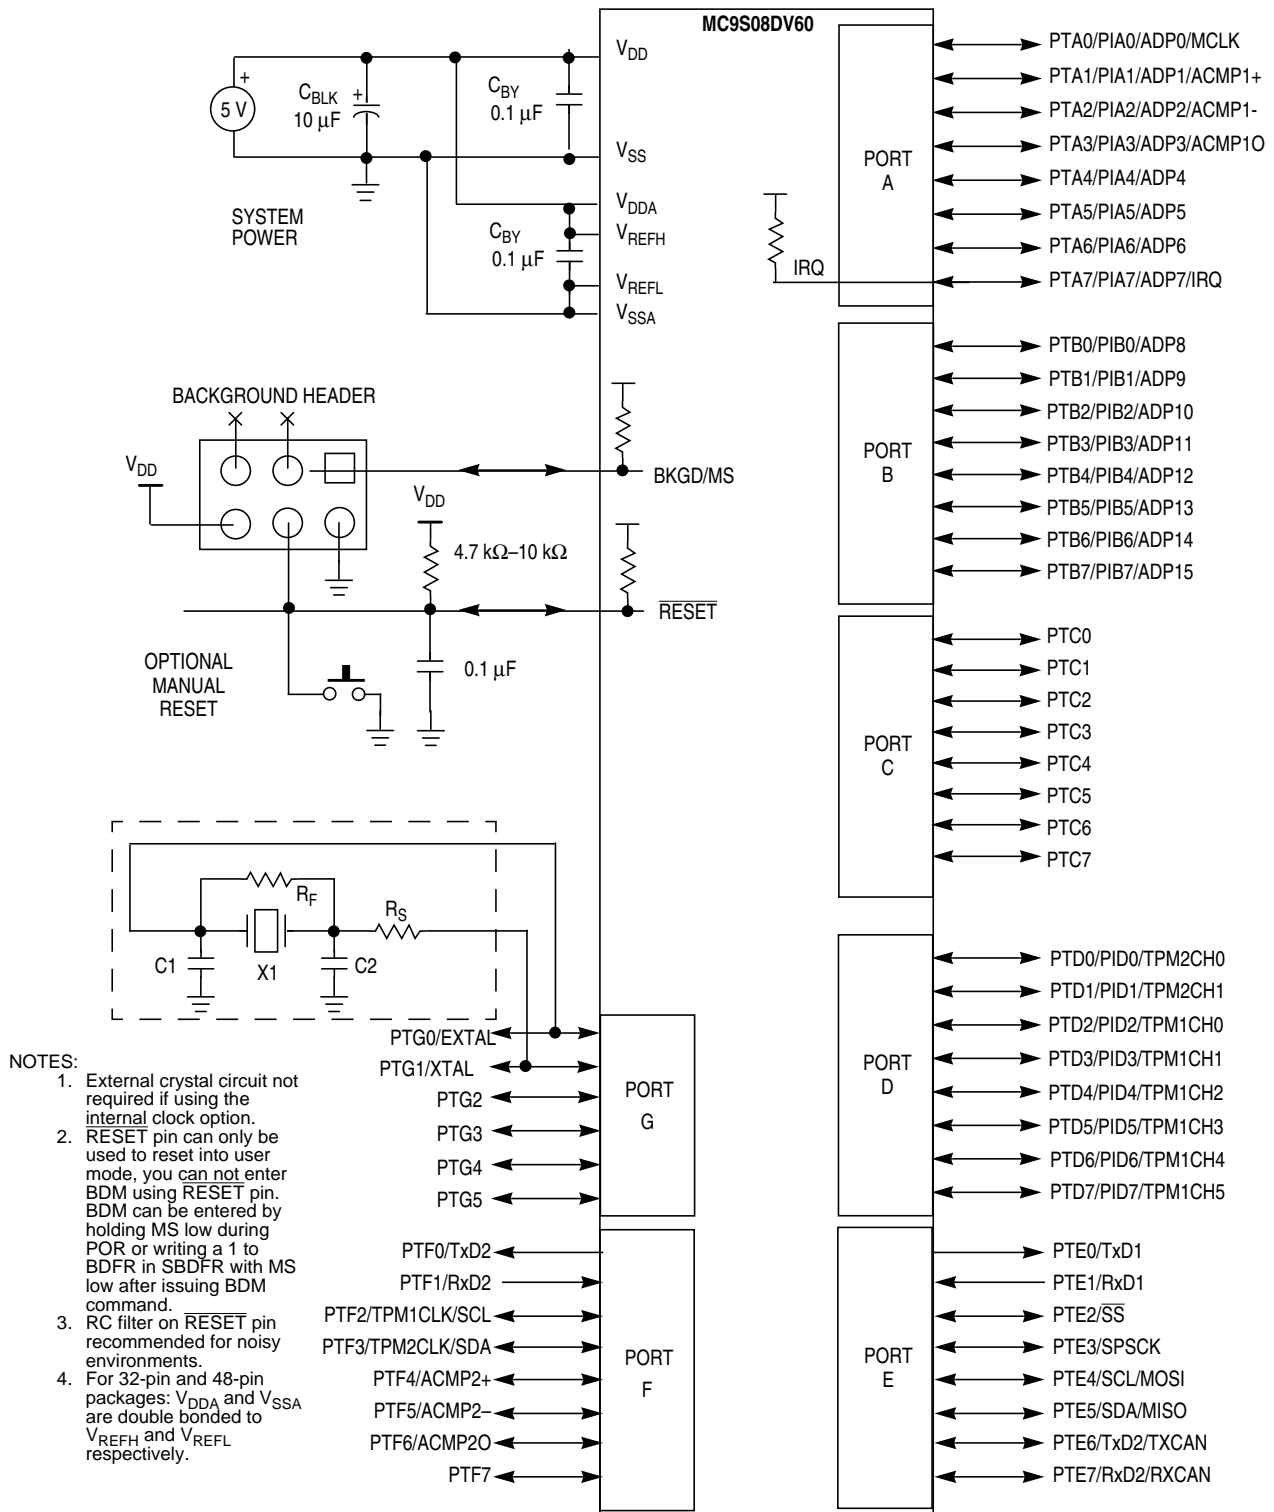 MC9S08DV60
V_DD
+
5 V
C_BLK
+
10 µF
C_BY
0.1 µF
V_SS
SYSTEM
POWER
V_DDA
V_REFH
C_BY
0.1 µF
V_REFL
V_SSA
BACKGROUND HEADER
V_DD
BKGD/MS
V_DD
4.7 kΩ–10 kΩ
RESET
OPTIONAL
MANUAL
RESET
0.1 µF
R_F
R_S
C1
X1
C2
IRQ
PORT
A
PTA0/PIA0/ADP0/MCLK
PTA1/PIA1/ADP1/ACMP1+
PTA2/PIA2/ADP2/ACMP1-
PTA3/PIA3/ADP3/ACMP1O
PTA4/PIA4/ADP4
PTA5/PIA5/ADP5
PTA6/PIA6/ADP6
PTA7/PIA7/ADP7/IRQ
PORT
B
PTB0/PIB0/ADP8
PTB1/PIB1/ADP9
PTB2/PIB2/ADP10
PTB3/PIB3/ADP11
PTB4/PIB4/ADP12
PTB5/PIB5/ADP13
PTB6/PIB6/ADP14
PTB7/PIB7/ADP15
PORT
C
PTC0
PTC1
PTC2
PTC3
PTC4
PTC5
PTC6
PTC7
PORT
D
PTD0/PID0/TPM2CH0
PTD1/PID1/TPM2CH1
PTD2/PID2/TPM1CH0
PTD3/PID3/TPM1CH1
PTD4/PID4/TPM1CH2
PTD5/PID5/TPM1CH3
PTD6/PID6/TPM1CH4
PTD7/PID7/TPM1CH5
PORT
E
PTE0/TxD1
PTE1/RxD1
PTE2/SS
PTE3/SPSCK
PTE4/SCL/MOSI
PTE5/SDA/MISO
PTE6/TxD2/TXCAN
PTE7/RxD2/RXCAN
PTG0/EXTAL
PTG1/XTAL
PTG2
PTG3
PTG4
PTG5
PORT
G
PTF0/TxD2
PTF1/RxD2
PTF2/TPM1CLK/SCL
PTF3/TPM2CLK/SDA
PTF4/ACMP2+
PTF5/ACMP2–
PTF6/ACMP2O
PTF7
PORT
F
NOTES:
1. External crystal circuit not
required if using the
internal clock option.
2. RESET pin can only be
used to reset into user
mode, you can not enter
BDM using RESET pin.
BDM can be entered by
holding MS low during
POR or writing a 1 to
BDFR in SBDFR with MS
low after issuing BDM
command.
3. RC filter on RESET pin
recommended for noisy
environments.
4. For 32-pin and 48-pin
packages: V_DDA and V_SSA
are double bonded to
V_REFH and V_REFL
respectively.